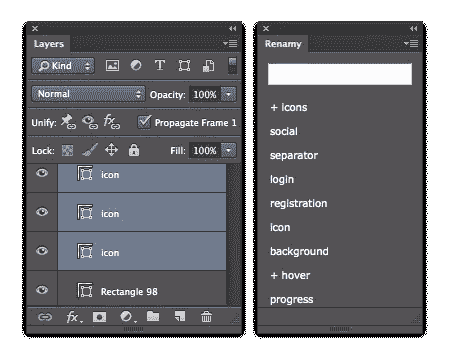 Layers
Kind
Normal
Opacity: 100%
Unify:
Propagate Frame 1
Lock:
Fill: 100%
icon
icon
icon
Rectangle 98
fx
Renamy
+ icons
social
separator
login
registration
icon
background
+ hover
progress